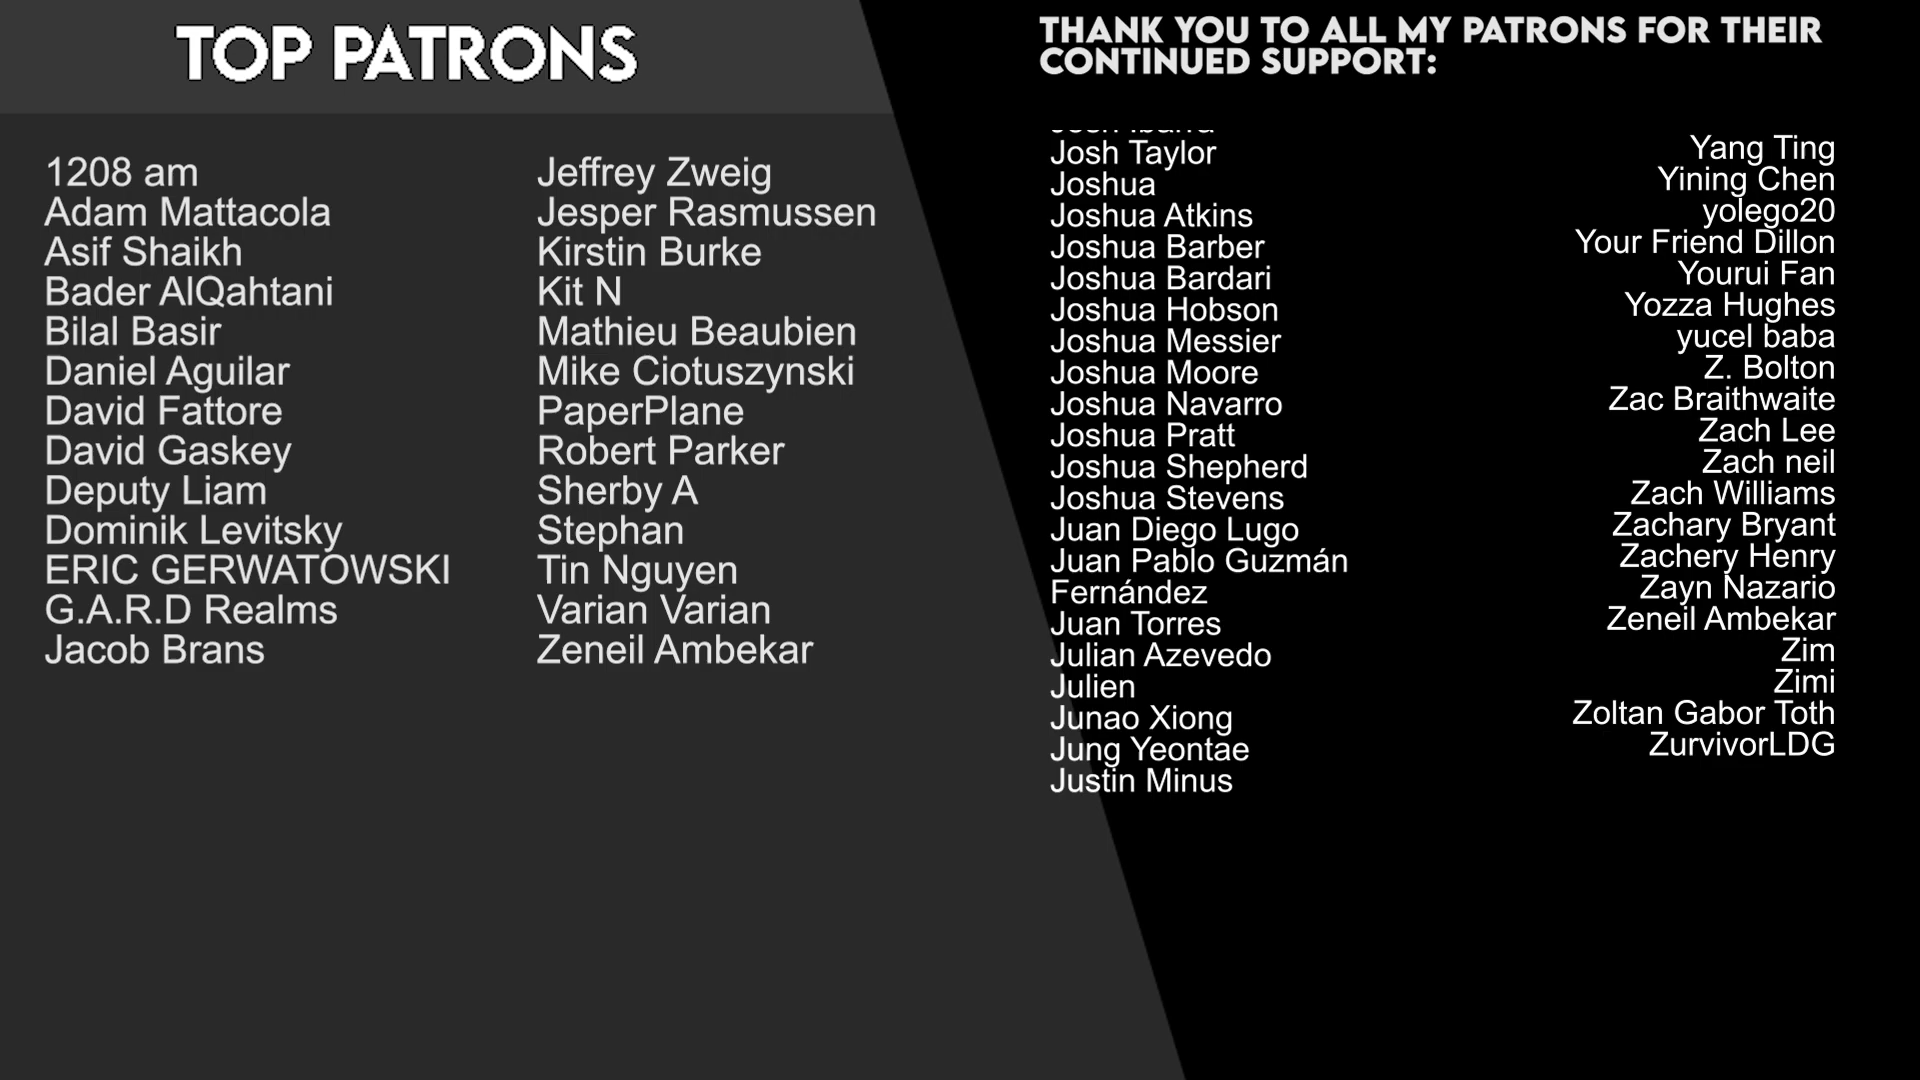 TOP PATRONS
1208 am
Adam Mattacola
Asif Shaikh
Bader AlQahtani
Bilal Basir
Daniel Aguilar
David Fattore
David Gaskey
Deputy Liam
Dominik Levitsky
ERIC GERWATOWSKI
G.A.R.D Realms
Jacob Brans
Jeffrey Zweig
Jesper Rasmussen
Kirstin Burke
Kit N
Mathieu Beaubien
Mike Ciotuszynski
PaperPlane
Robert Parker
Sherby A
Stephan
Tin Nguyen
Varian Varian
Zeneil Ambekar
THANK YOU TO ALL MY PATRONS FOR THEIR
CONTINUED SUPPORT:
Josh Taylor
Joshua
Joshua Atkins
Joshua Barber
Joshua Bardari
Joshua Hobson
Joshua Messier
Joshua Moore
Joshua Navarro
Joshua Pratt
Joshua Shepherd
Joshua Stevens
Juan Diego Lugo
Juan Pablo Guzmán
Fernández
Juan Torres
Julian Azevedo
Julien
Junao Xiong
Jung Yeontae
Justin Minus
Yang Ting
Yining Chen
yolego20
Your Friend Dillon
Yourui Fan
Yozza Hughes
yucel baba
Z. Bolton
Zac Braithwaite
Zach Lee
Zach neil
Zach Williams
Zachary Bryant
Zachery Henry
Zayn Nazario
Zeneil Ambekar
Zim
Zimi
Zoltan Gabor Toth
ZurvivorLDG